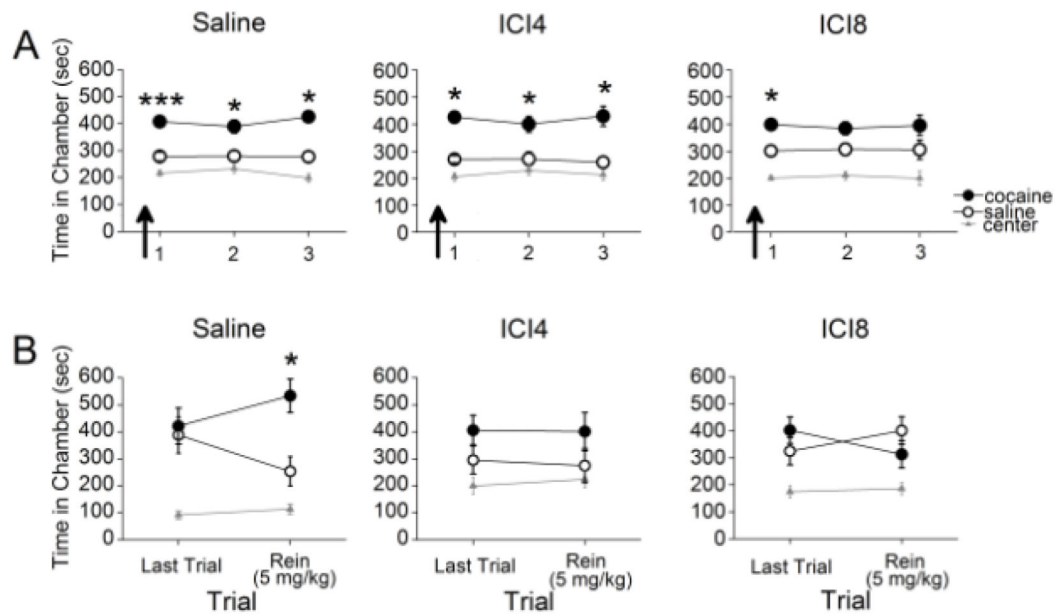 A
Saline
ICI4
ICI8
Time in Chamber (sec)
600
500
400
300
200
100
0
***
*
*
1
2
3
600
500
400
300
200
100
0
*
*
*
1
2
3
600
500
400
300
200
100
0
*
1
2
3
cocaine
saline
center
B
Saline
ICI4
ICI8
Time in Chamber (sec)
600
500
400
300
200
100
0
*
Last Trial
Rein
(5 mg/kg)
Trial
600
500
400
300
200
100
0
Last Trial
Rein
(5 mg/kg)
Trial
600
500
400
300
200
100
0
Last Trial
Rein
(5 mg/kg)
Trial